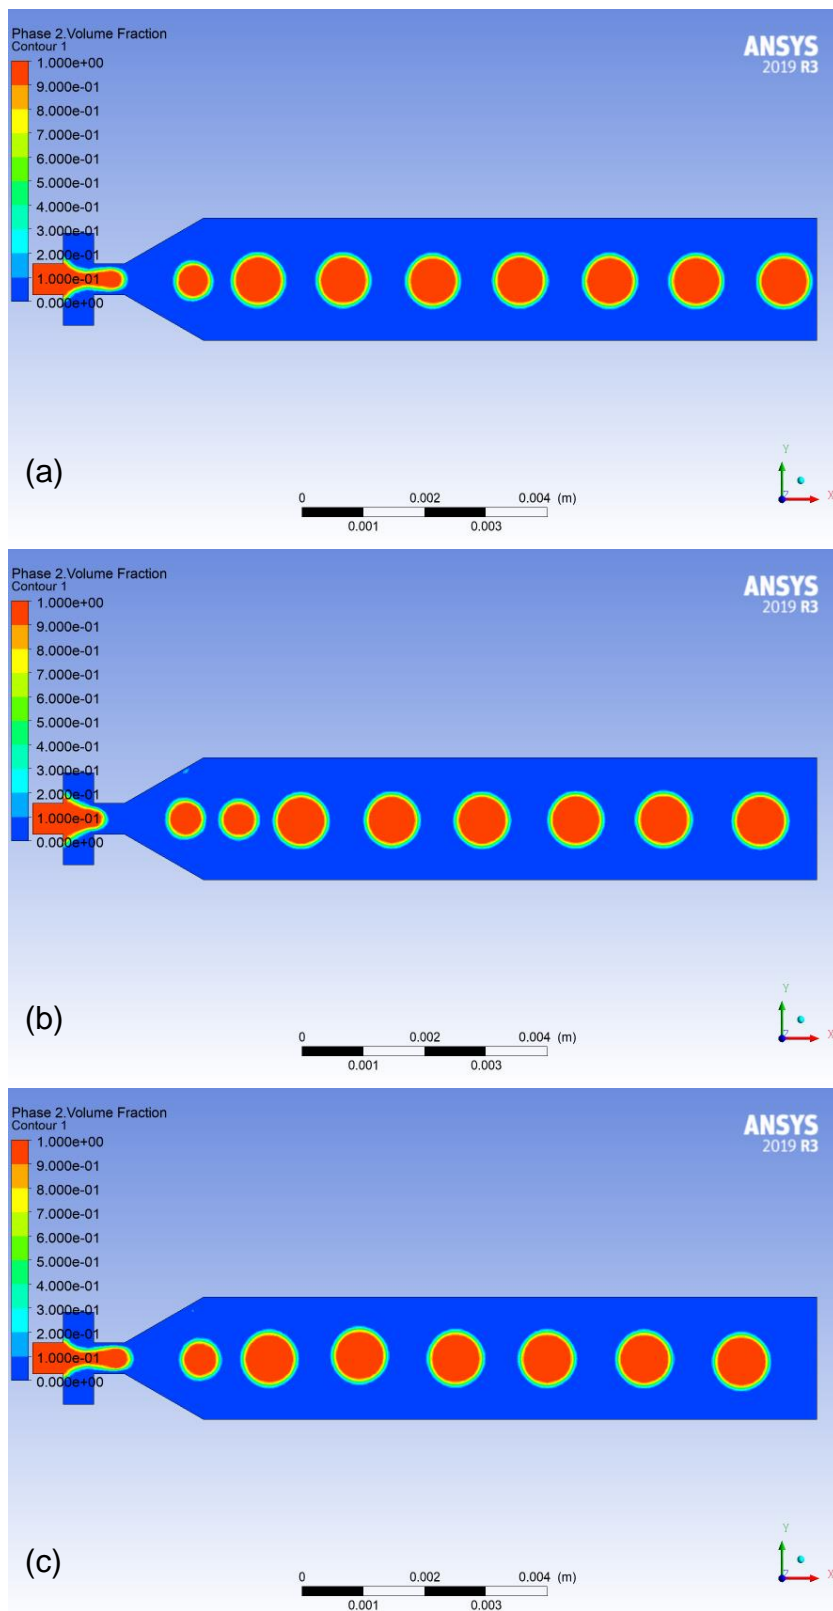 Phase 2.Volume Fraction
Contour 1
1.000e+00
9.000e-01
8.000e-01
7.000e-01
6.000e-01
5.000e-01
4.000e-01
3.000e-01
2.000e-01
1.000e-01
0.000e+00
ANSYS
2019 R3
(a)
Y
Z
X
0 0.002 0.004 (m)
0.001 0.003
Phase 2.Volume Fraction
Contour 1
1.000e+00
9.000e-01
8.000e-01
7.000e-01
6.000e-01
5.000e-01
4.000e-01
3.000e-01
2.000e-01
1.000e-01
0.000e+00
ANSYS
2019 R3
(b)
Y
Z
X
0 0.002 0.004 (m)
0.001 0.003
Phase 2.Volume Fraction
Contour 1
1.000e+00
9.000e-01
8.000e-01
7.000e-01
6.000e-01
5.000e-01
4.000e-01
3.000e-01
2.000e-01
1.000e-01
0.000e+00
ANSYS
2019 R3
(c)
Y
Z
X
0 0.002 0.004 (m)
0.001 0.003